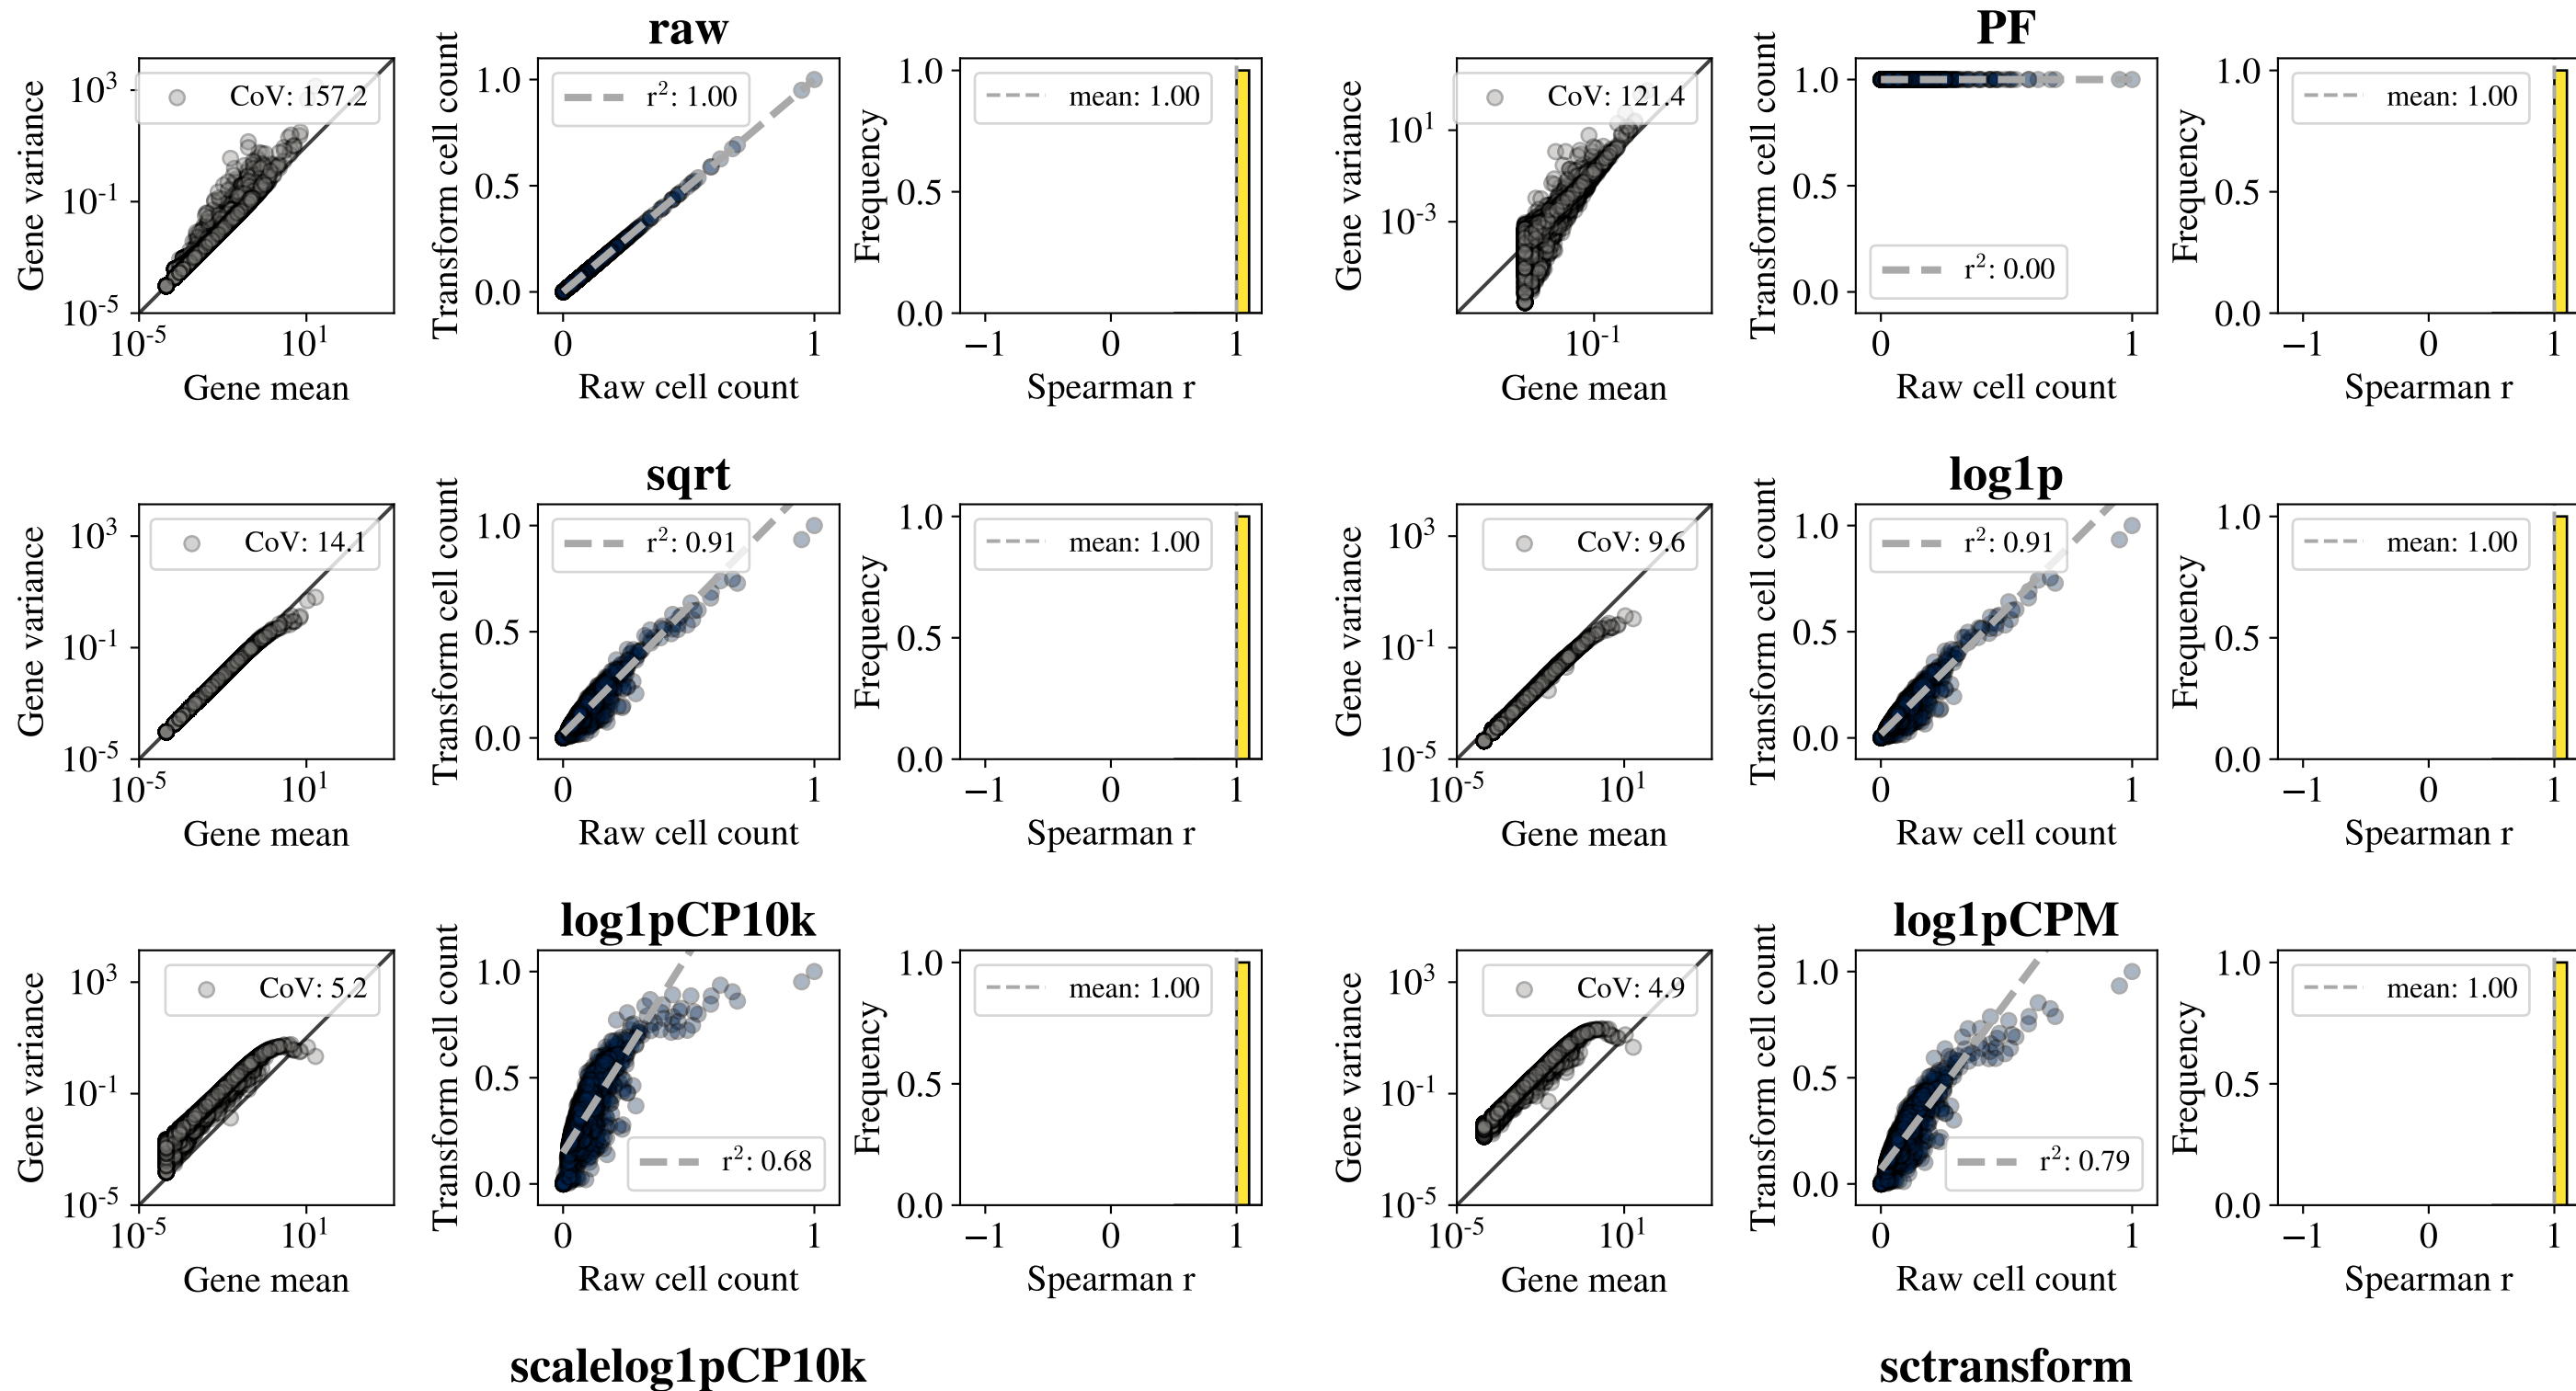 raw
Gene variance
10³
10⁻¹
10⁻⁵
CoV: 157.2
10⁻⁵ 10¹
Gene mean
Transform cell count
1.0
0.5
0.0
r²: 1.00
0 1
Raw cell count
Frequency
1.0
0.5
0.0
mean: 1.00
−1 0 1
Spearman r
PF
Gene variance
10¹
10⁻³
CoV: 121.4
10⁻¹
Gene mean
Transform cell count
1.0
0.5
0.0
r²: 0.00
0 1
Raw cell count
Frequency
1.0
0.5
0.0
mean: 1.00
−1 0 1
Spearman r
sqrt
Gene variance
10³
10⁻¹
10⁻⁵
CoV: 14.1
10⁻⁵ 10¹
Gene mean
Transform cell count
1.0
0.5
0.0
r²: 0.91
0 1
Raw cell count
Frequency
1.0
0.5
0.0
mean: 1.00
−1 0 1
Spearman r
log1p
Gene variance
10³
10⁻¹
10⁻⁵
CoV: 9.6
10⁻⁵ 10¹
Gene mean
Transform cell count
1.0
0.5
0.0
r²: 0.91
0 1
Raw cell count
Frequency
1.0
0.5
0.0
mean: 1.00
−1 0 1
Spearman r
log1pCP10k
Gene variance
10³
10⁻¹
10⁻⁵
CoV: 5.2
10⁻⁵ 10¹
Gene mean
Transform cell count
1.0
0.5
0.0
r²: 0.68
0 1
Raw cell count
Frequency
1.0
0.5
0.0
mean: 1.00
−1 0 1
Spearman r
log1pCPM
Gene variance
10³
10⁻¹
10⁻⁵
CoV: 4.9
10⁻⁵ 10¹
Gene mean
Transform cell count
1.0
0.5
0.0
r²: 0.79
0 1
Raw cell count
Frequency
1.0
0.5
0.0
mean: 1.00
−1 0 1
Spearman r
scalelog1pCP10k
sctransform